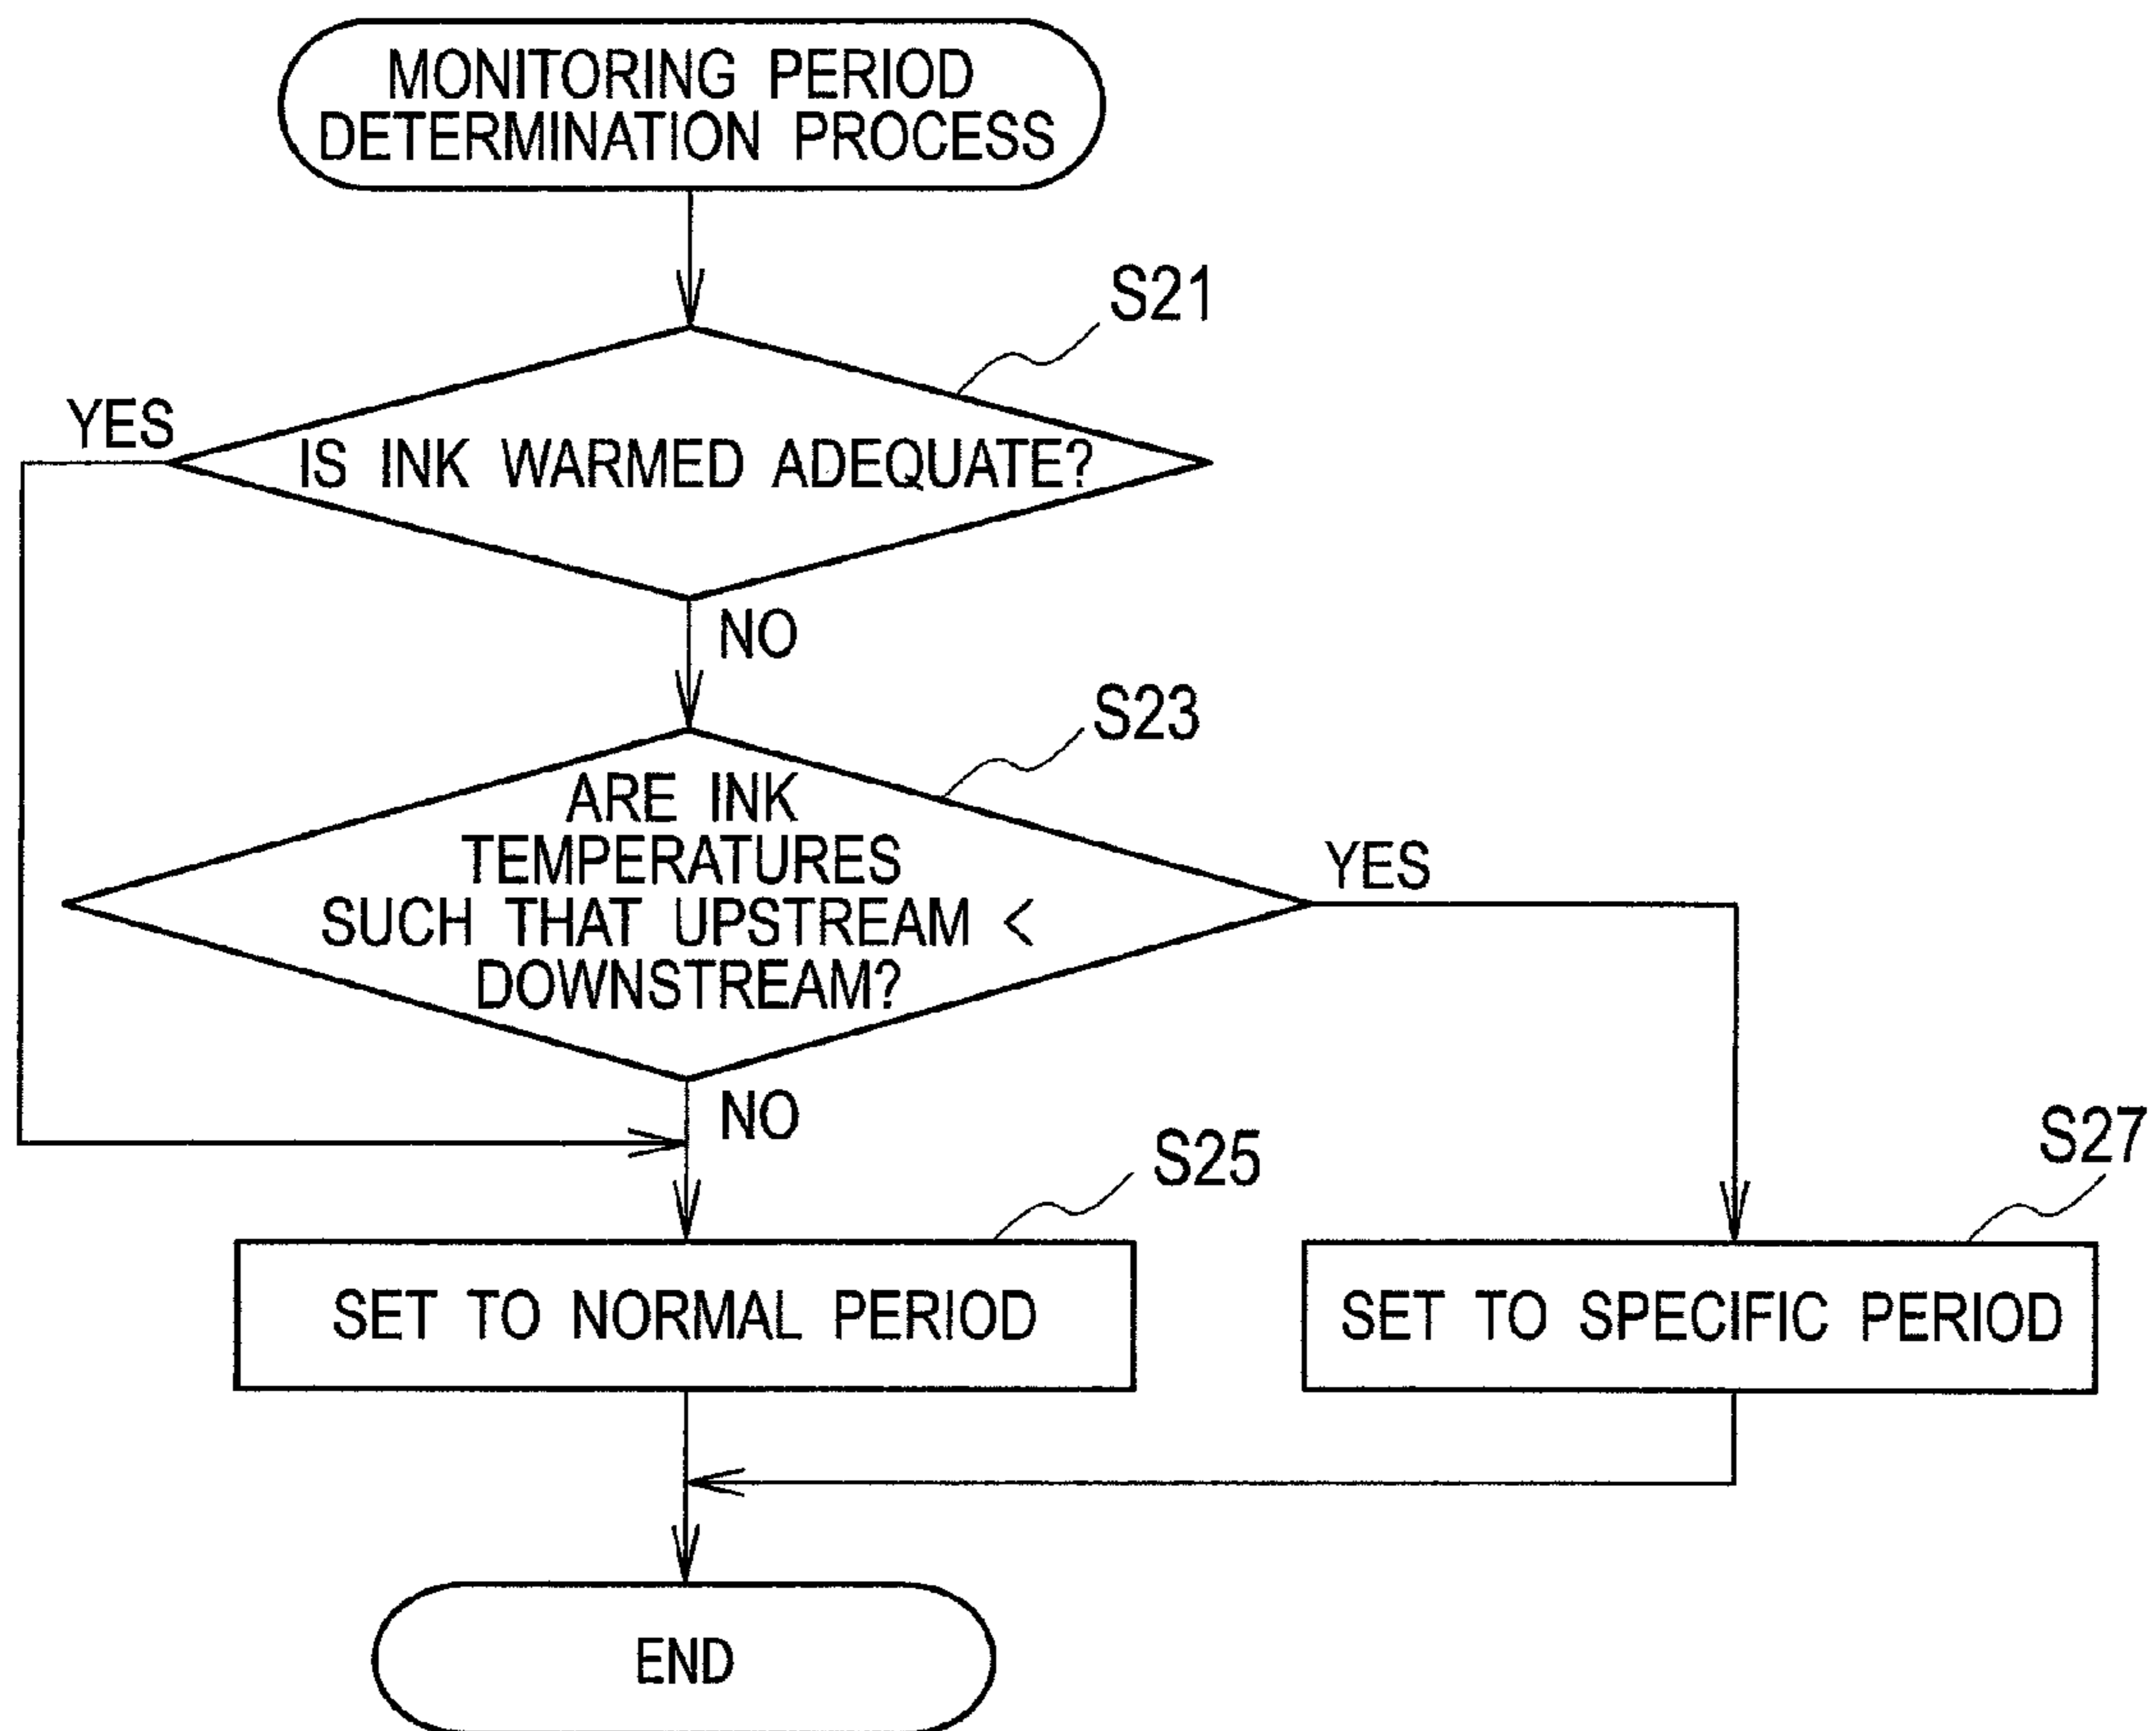 MONITORING PERIOD
DETERMINATION PROCESS
S21
YES
IS INK WARMED ADEQUATE?
NO
S23
ARE INK
TEMPERATURES
SUCH THAT UPSTREAM <
DOWNSTREAM?
YES
NO
S25
S27
SET TO NORMAL PERIOD
SET TO SPECIFIC PERIOD
END